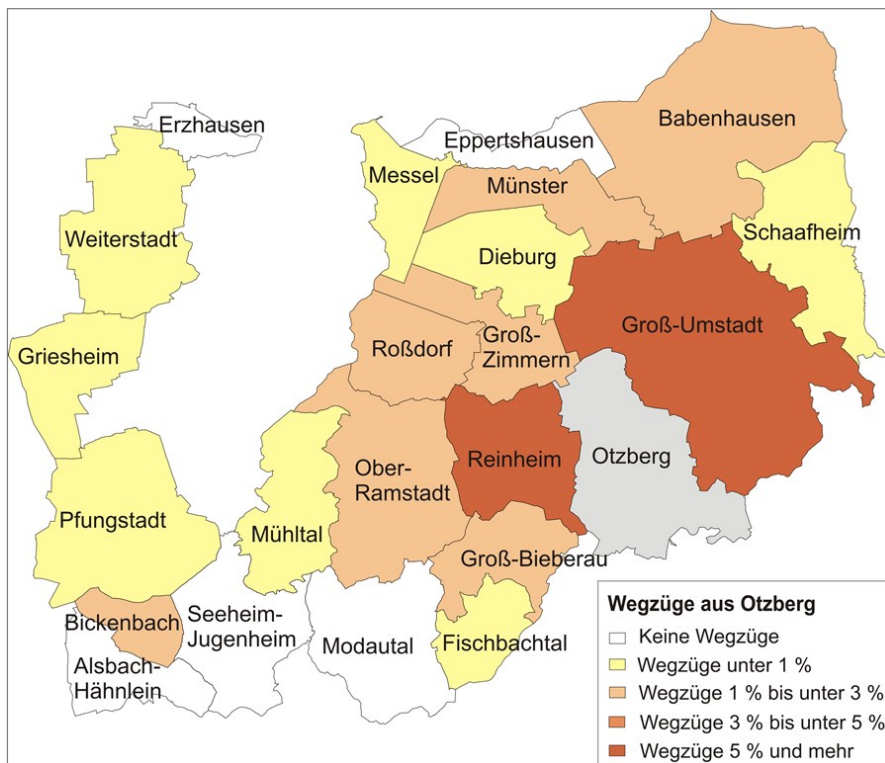 Erzhausen
Eppertshausen
Babenhausen
Messel
Münster
Weiterstadt
Schaafheim
Dieburg
Groß-Umstadt
Griesheim
Roßdorf
Groß-
Zimmern
Reinheim
Otzberg
Ober-
Ramstadt
Pfungstadt
Mühltal
Groß-Bieberau
Bickenbach
Seeheim-
Jugenheim
Modautal
Fischbachtal
Alsbach-
Hähnlein
Wegzüge aus Otzberg
Keine Wegzüge
Wegzüge unter 1 %
Wegzüge 1 % bis unter 3 %
Wegzüge 3 % bis unter 5 %
Wegzüge 5 % und mehr